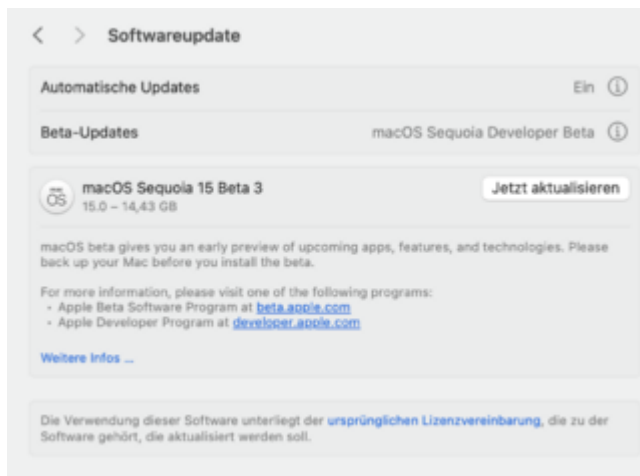 Softwareupdate
Automatische Updates Ein
Beta-Updates macOS Sequoia Developer Beta
macOS Sequoia 15 Beta 3 Jetzt aktualisieren
15.0 – 14,43 GB
macOS beta gives you an early preview of upcoming apps, features, and technologies. Please
back up your Mac before you install the beta.
For more information, please visit one of the following programs:
• Apple Beta Software Program at beta.apple.com
• Apple Developer Program at developer.apple.com
Weitere Infos ...
Die Verwendung dieser Software unterliegt der ursprünglichen Lizenzvereinbarung, die zu der
Software gehört, die aktualisiert werden soll.